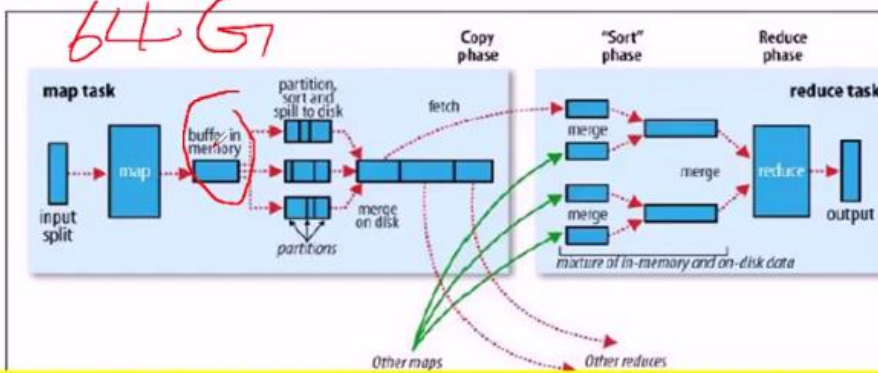 64 G
Copy
phase
"Sort"
phase
Reduce
phase
map task
partition,
sort and
spill to disk
fetch
reduce task
buffer in
memory
merge
map
merge
reduce
input
split
merge
on disk
merge
output
partitions
mixture of in-memory and on-disk data
Other maps
Other reduces